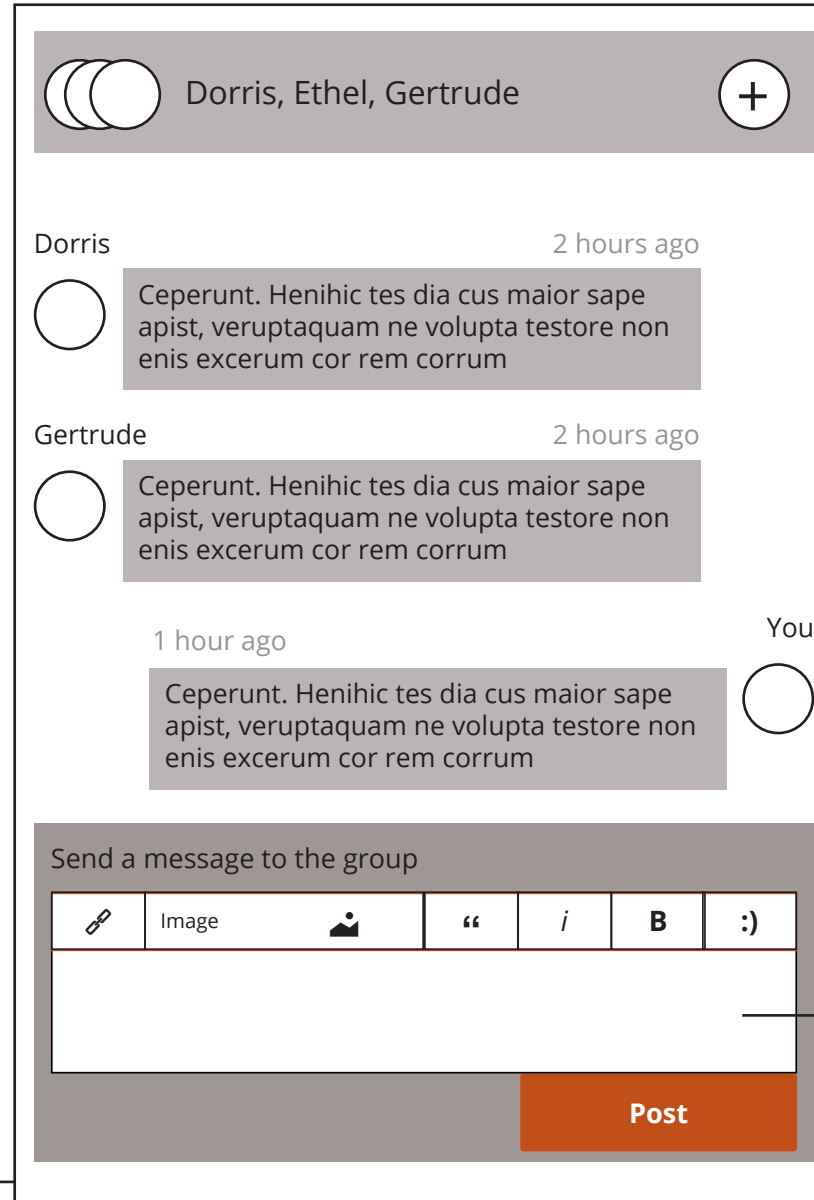 Dorris, Ethel, Gertrude
+
Dorris
2 hours ago
Ceperunt. Henihic tes dia cus maior sape
apist, veruptaquam ne volupta testore non
enis excerum cor rem corrum
Gertrude
2 hours ago
Ceperunt. Henihic tes dia cus maior sape
apist, veruptaquam ne volupta testore non
enis excerum cor rem corrum
You
1 hour ago
Ceperunt. Henihic tes dia cus maior sape
apist, veruptaquam ne volupta testore non
enis excerum cor rem corrum
Send a message to the group
Image “ i B :)
Post